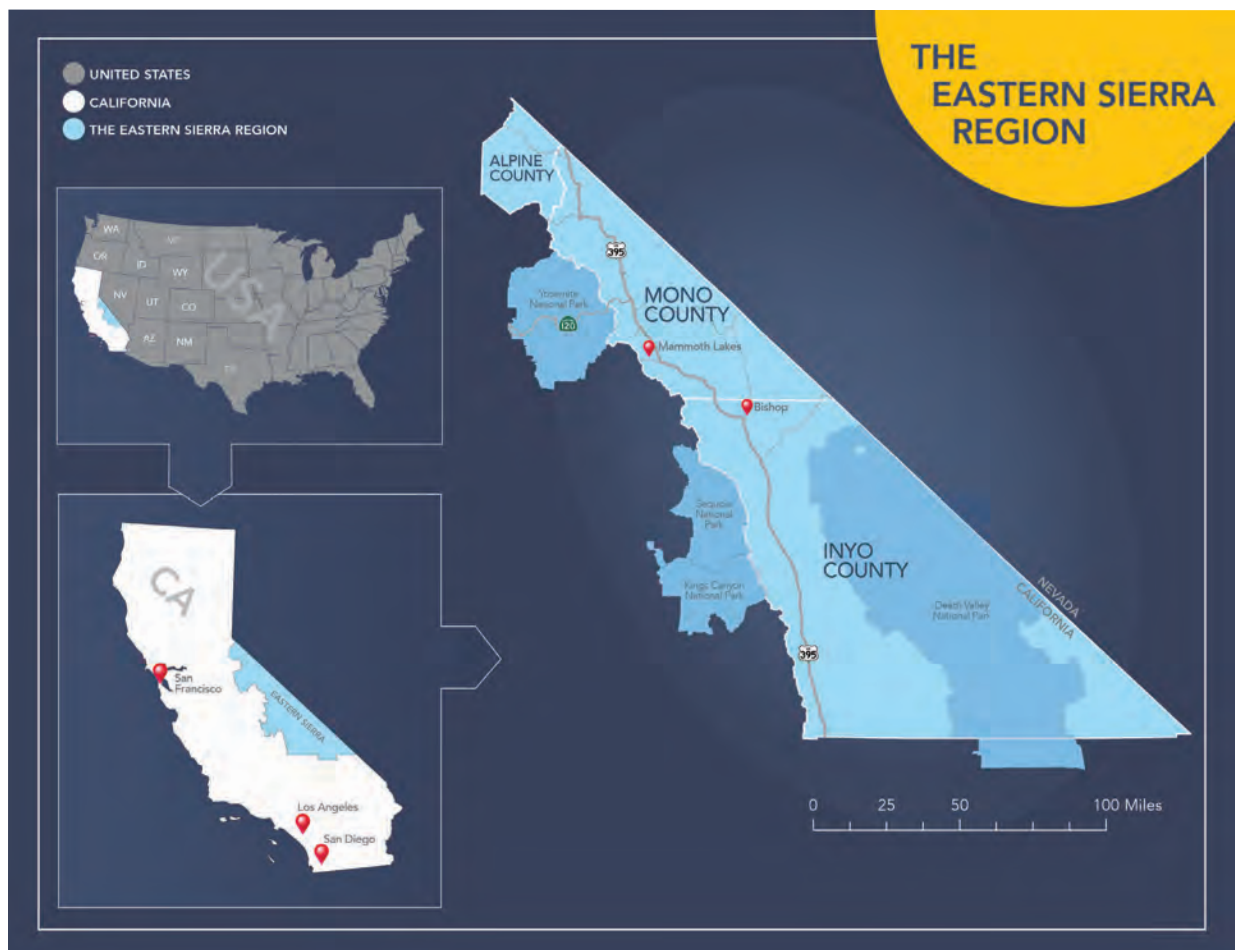 THE
EASTERN SIERRA
REGION
UNITED STATES
CALIFORNIA
THE EASTERN SIERRA REGION
WA
MT
OR
ID
WY
NV
UT
CO
AZ
NM
TX
USA
CA
San
Francisco
EASTERN SIERRA
Los Angeles
San Diego
ALPINE
COUNTY
395
Yosemite
National Park
120
MONO
COUNTY
Mammoth Lakes
Bishop
Sequoia
National
Park
Kings Canyon
National Park
INYO
COUNTY
Death Valley
National Park
NEVADA
CALIFORNIA
395
0 25 50 100 Miles